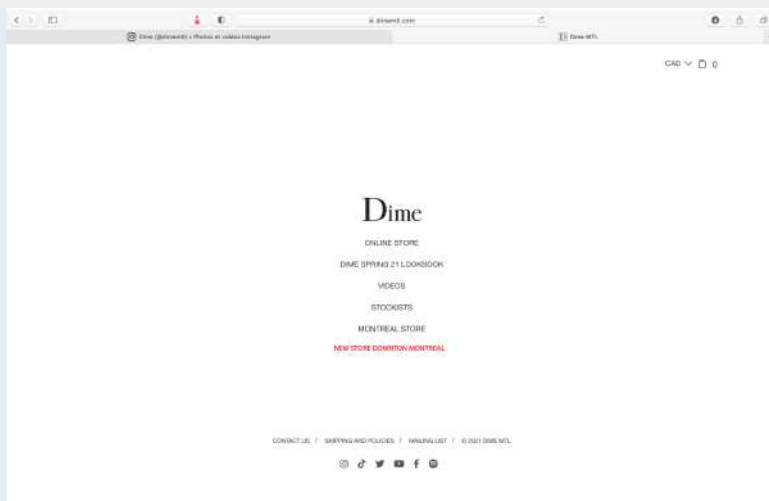 dimemtl.com
Dime (@dimemtl) • Photos et vidéos Instagram
Dime MTL
CAD 0
Dime
ONLINE STORE
DIME SPRING 21 LOOKBOOK
VIDEOS
STOCKISTS
MONTREAL STORE
NEW STORE DOWNTON MONTREAL
CONTACT US / SHIPPING AND POLICIES / MAILING LIST / © 2021 DIME MTL